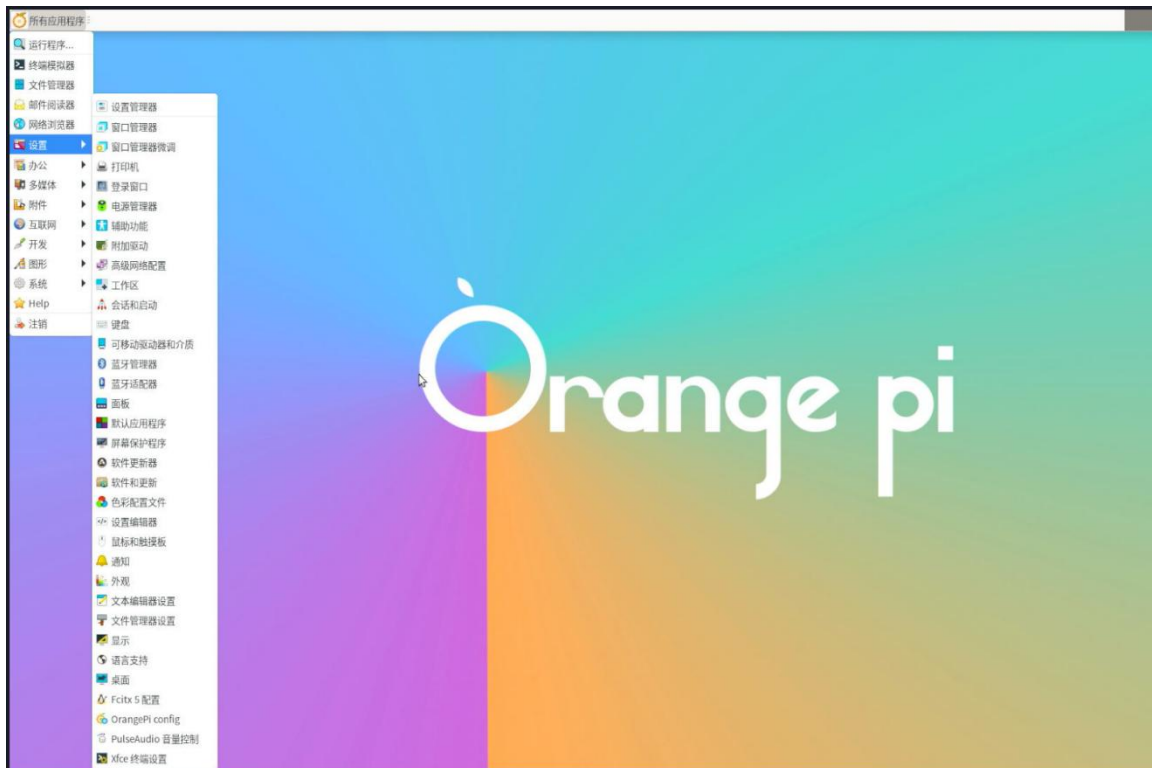 所有应用程序
运行程序...
终端模拟器
文件管理器
邮件阅读器
网络浏览器
设置
办公
多媒体
附件
互联网
开发
图形
系统
Help
注销
设置管理器
窗口管理器
窗口管理器微调
打印机
登录窗口
电源管理器
辅助功能
附加驱动
高级网络配置
工作区
会话和启动
键盘
可移动驱动器和介质
蓝牙管理器
蓝牙适配器
面板
默认应用程序
屏幕保护程序
软件更新器
软件和更新
色彩配置文件
设置编辑器
鼠标和触摸板
通知
外观
文本编辑器设置
文件管理器设置
显示
语言支持
桌面
Fcitx 5 配置
OrangePi config
PulseAudio 音量控制
Xfce 终端设置
Orange pi